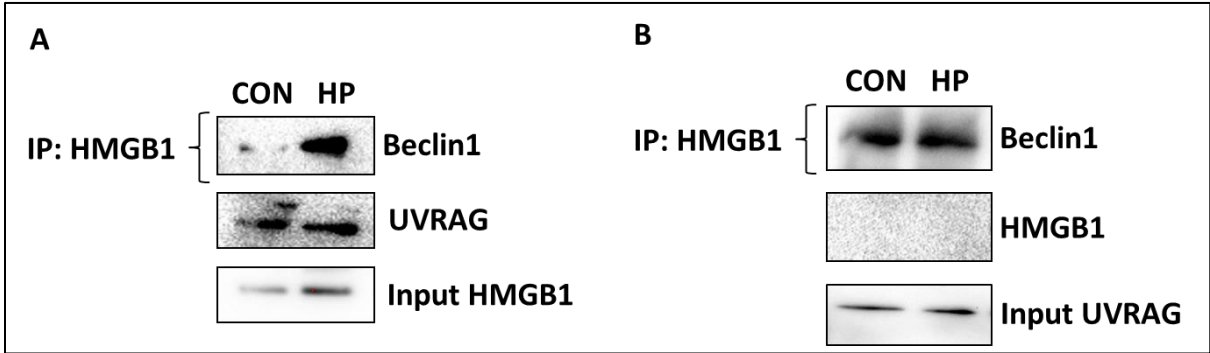 A
CON HP
IP: HMGB1
Beclin1
UVRAG
Input HMGB1
B
CON HP
IP: HMGB1
Beclin1
HMGB1
Input UVRAG